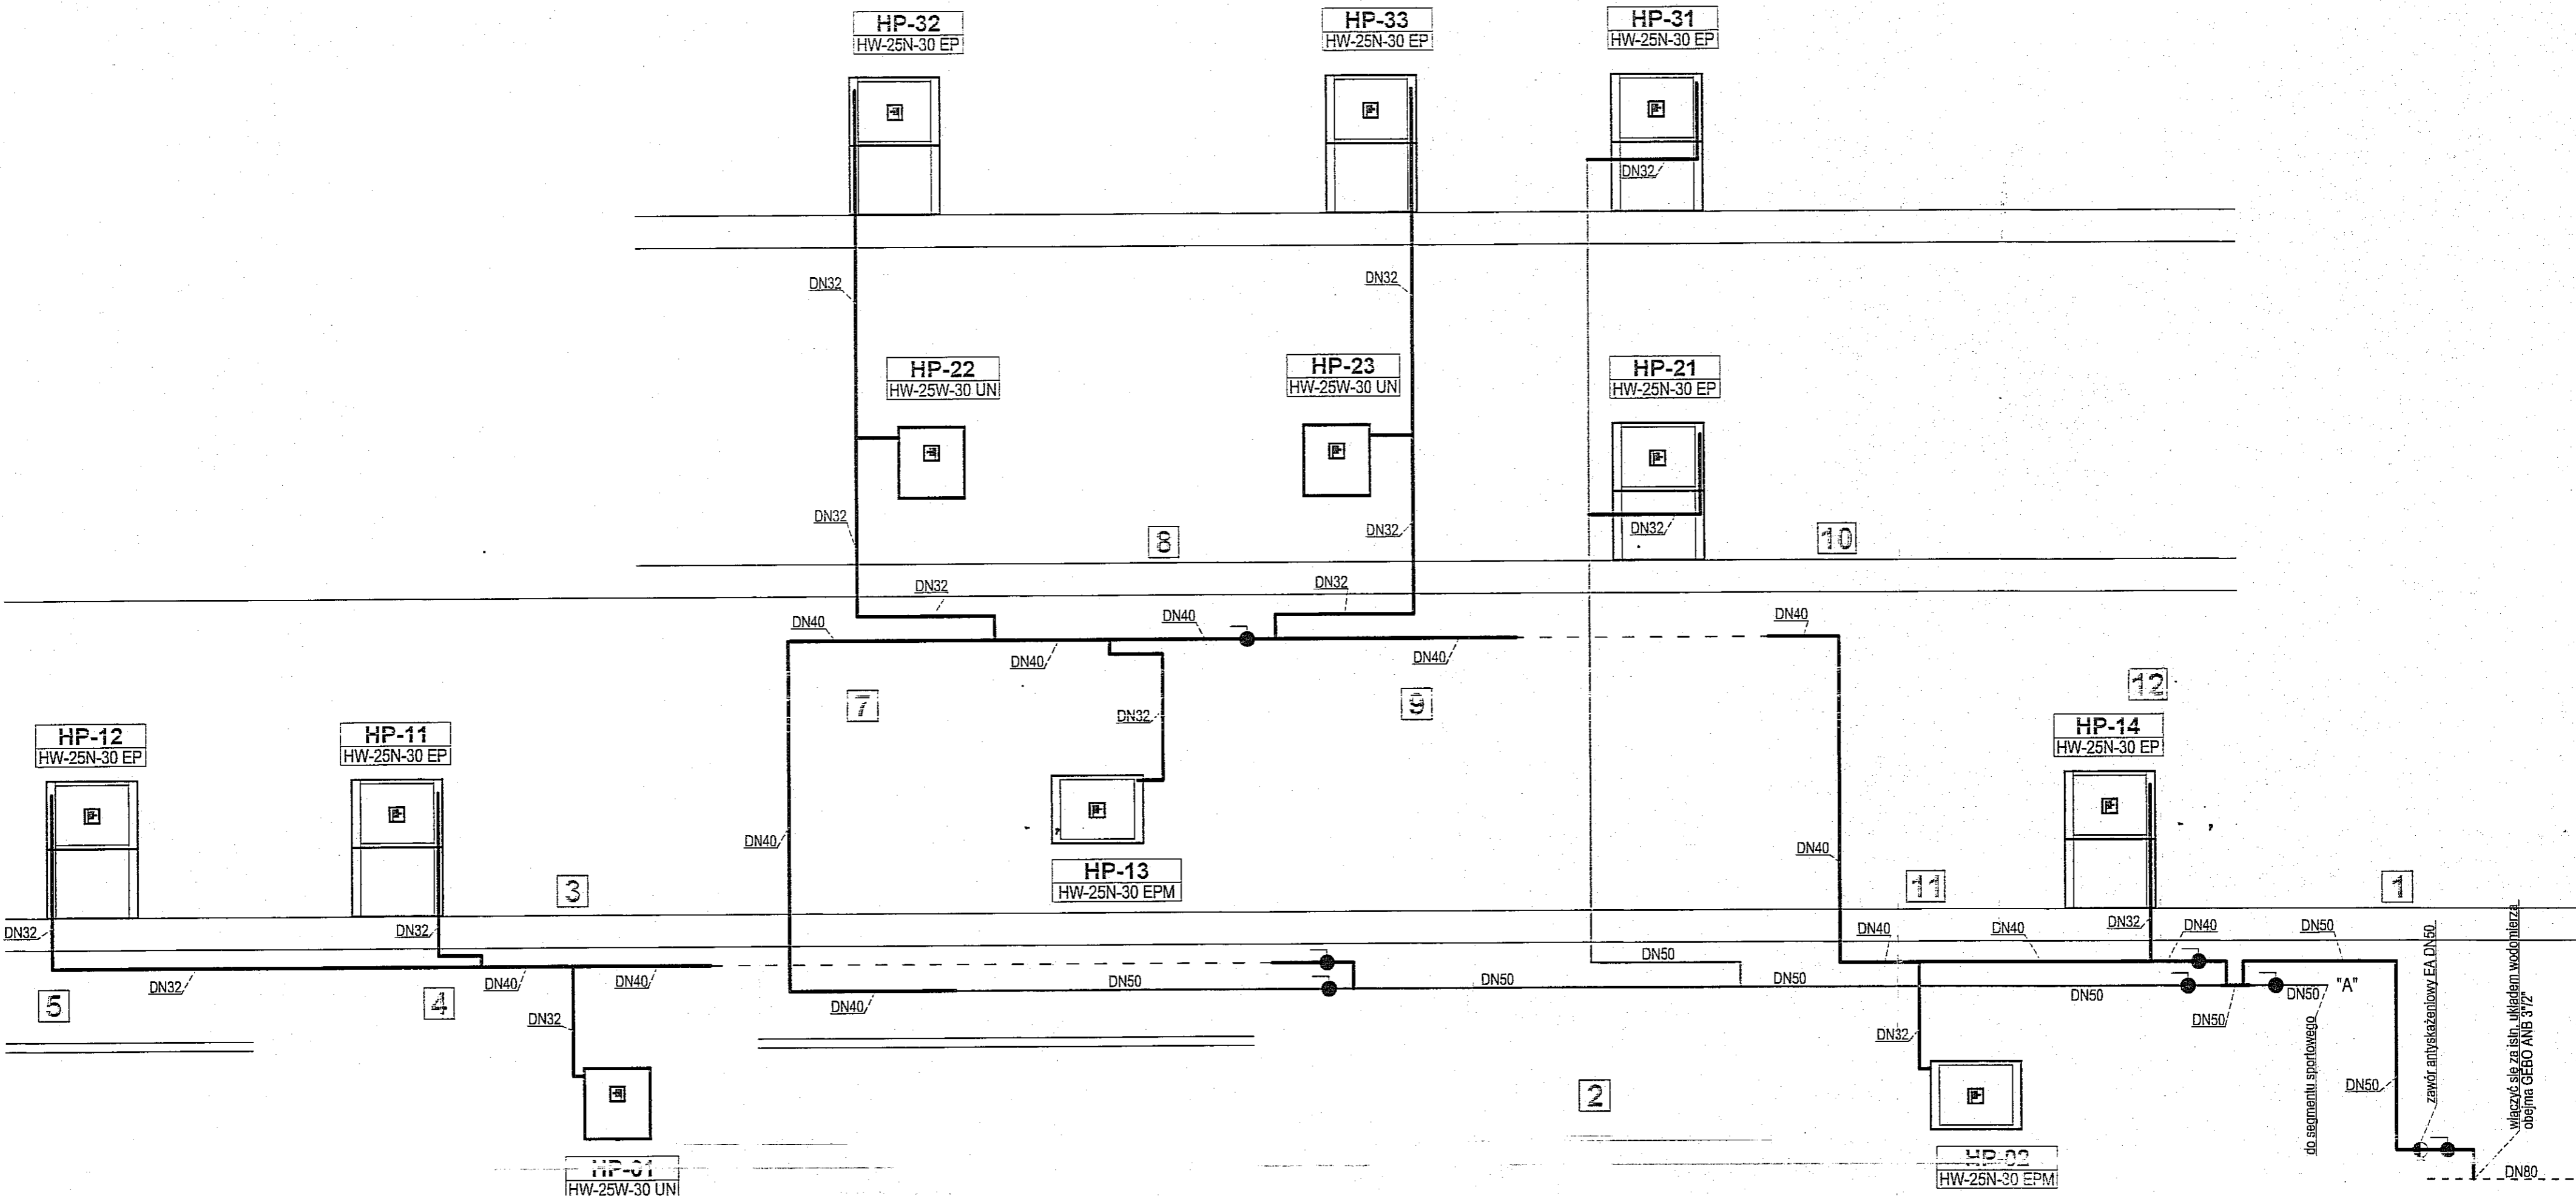 HP-32
HW-25N-30 EP
HP-33
HW-25N-30 EP
HP-31
HW-25N-30 EP
DN32
DN32
DN32
HP-22
HW-25W-30 UN
HP-23
HW-25W-30 UN
HP-21
HW-25N-30 EP
DN32
DN32
DN32
8
10
DN32
DN32
DN40
DN40
DN40
DN40
DN40
7
DN32
9
12
HP-12
HW-25N-30 EP
HP-11
HW-25N-30 EP
HP-14
HW-25N-30 EP
DN40
DN40
HP-13
HW-25N-30 EPM
3
11
1
DN32
DN32
DN40
DN40
DN32
DN40
DN50
DN50
5
DN32
4
DN40
DN40
DN40
DN50
DN50
DN50
DN50
DN50
DN50
"A"
DN32
DN32
2
DN50
do segmentu sportowego
zawór antyskażeniowy EA DN50
włączyć się za istn. układem wodomierza
obejma GEBO ANB 3"/2"
HP-01
HW-25W-30 UN
HP-02
HW-25N-30 EPM
DN80